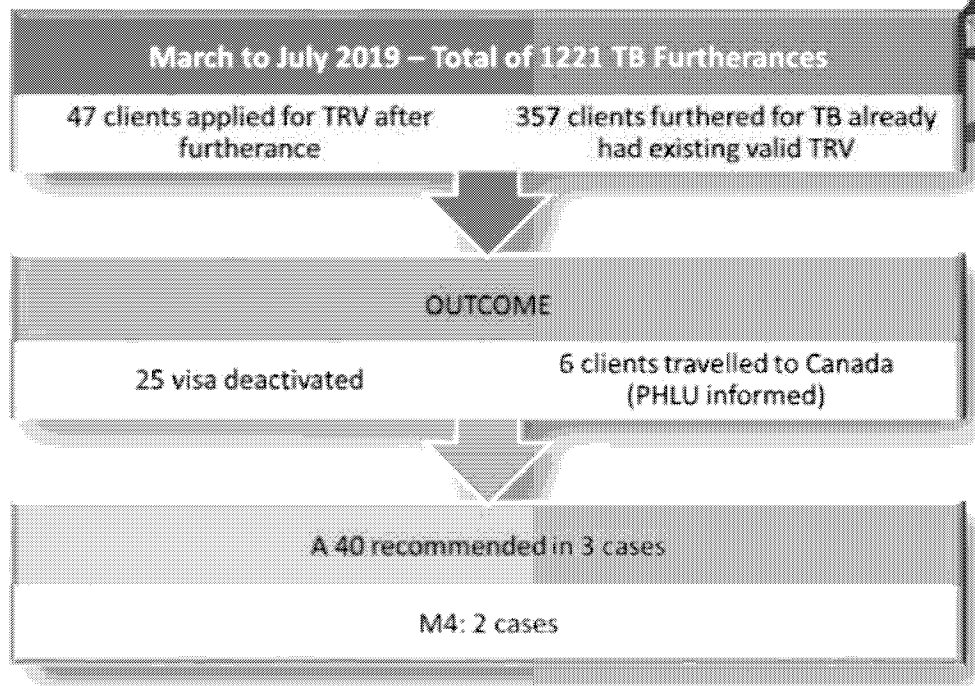 March to July 2019 – Total of 1221 TB Furtherances
47 clients applied for TRV after
furtherance
357 clients furthered for TB already
had existing valid TRV
OUTCOME
25 visa deactivated
6 clients travelled to Canada
(PHLU informed)
A 40 recommended in 3 cases
M4: 2 cases